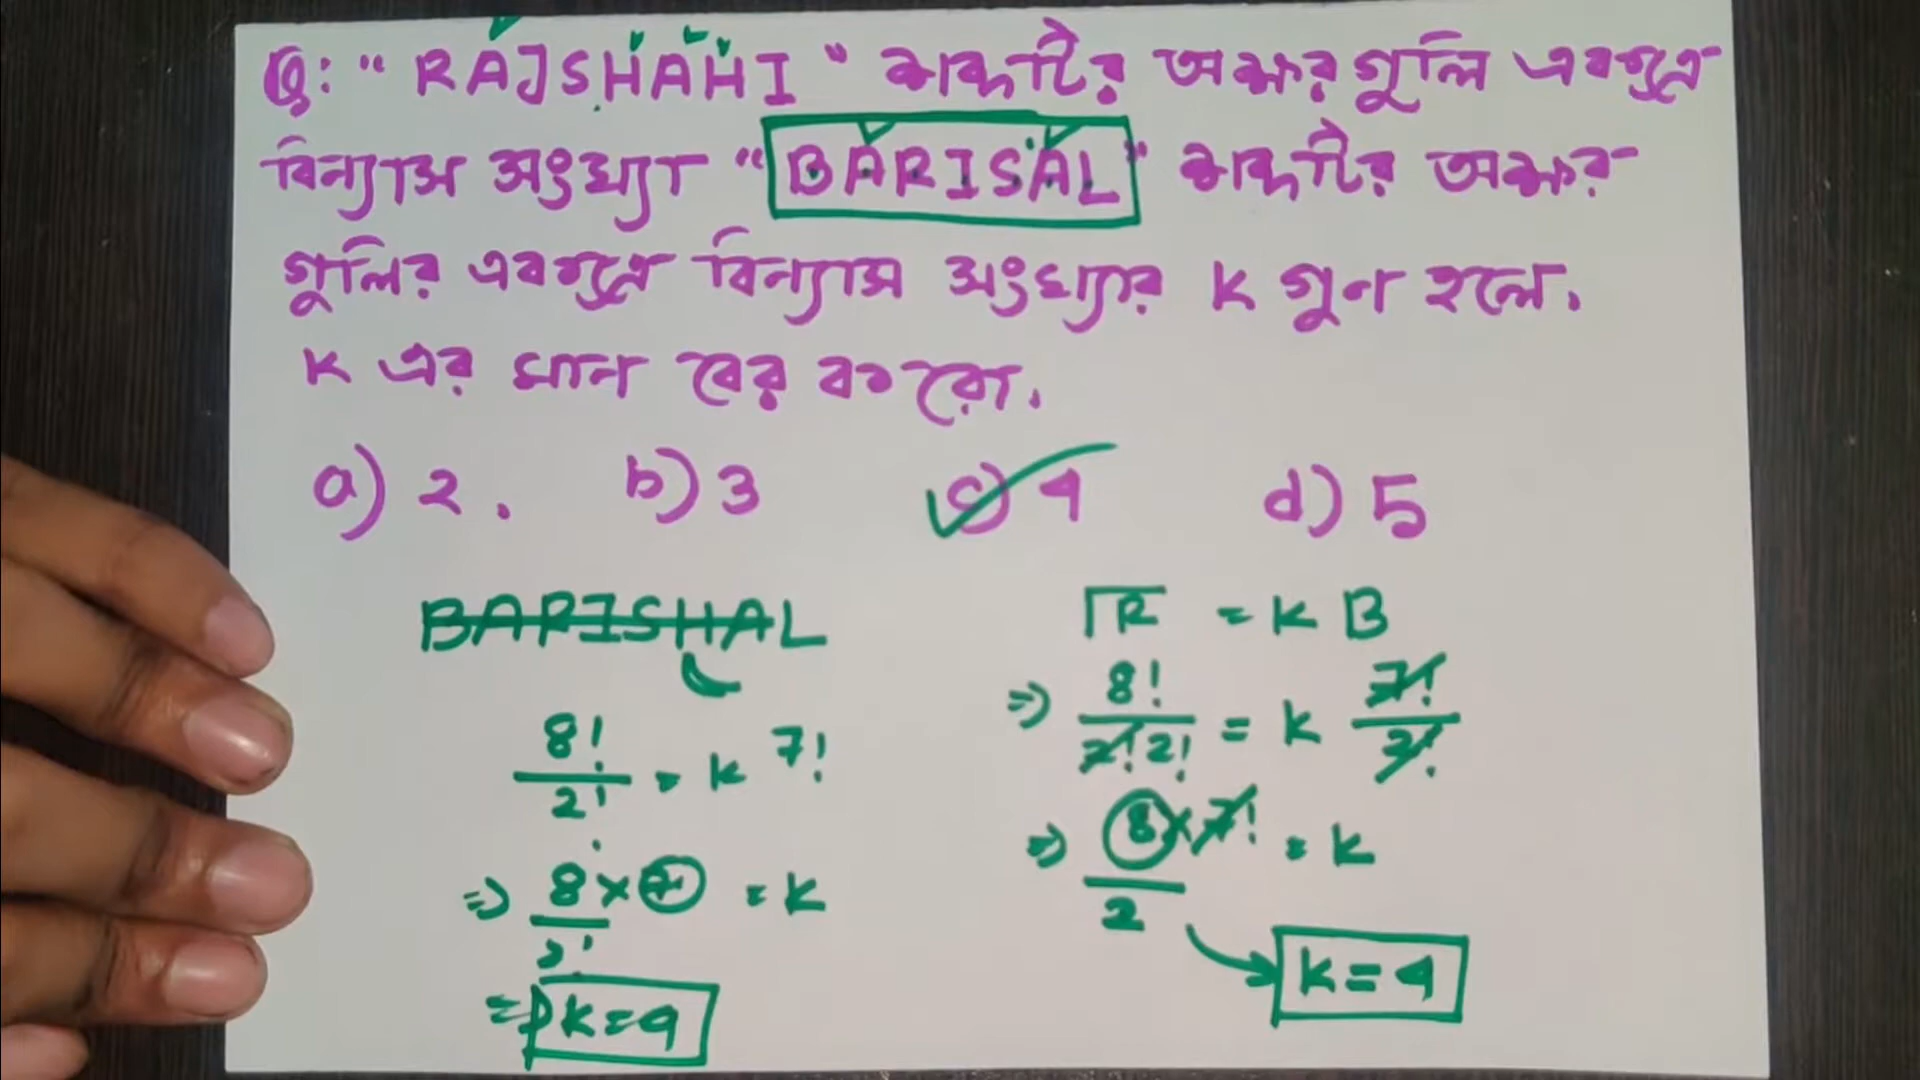 Q: "RAJSHAHI" শব্দটির অক্ষরগুলি একত্রে
বিন্যাস সংখ্যা "BARISAL" শব্দটির অক্ষর
গুলির একত্রে বিন্যাস সংখ্যার K গুন হলে.
K এর মান বের করো.
a) 2. b) 3 c) 4 d) 5
BARISHAL
8!/2! = K 7!
=> 8×7!/2! = K
=> K=4
R = K B
=> 8!/2!2! = K 7!/2!
=> 8×7!/2 = K
K=4